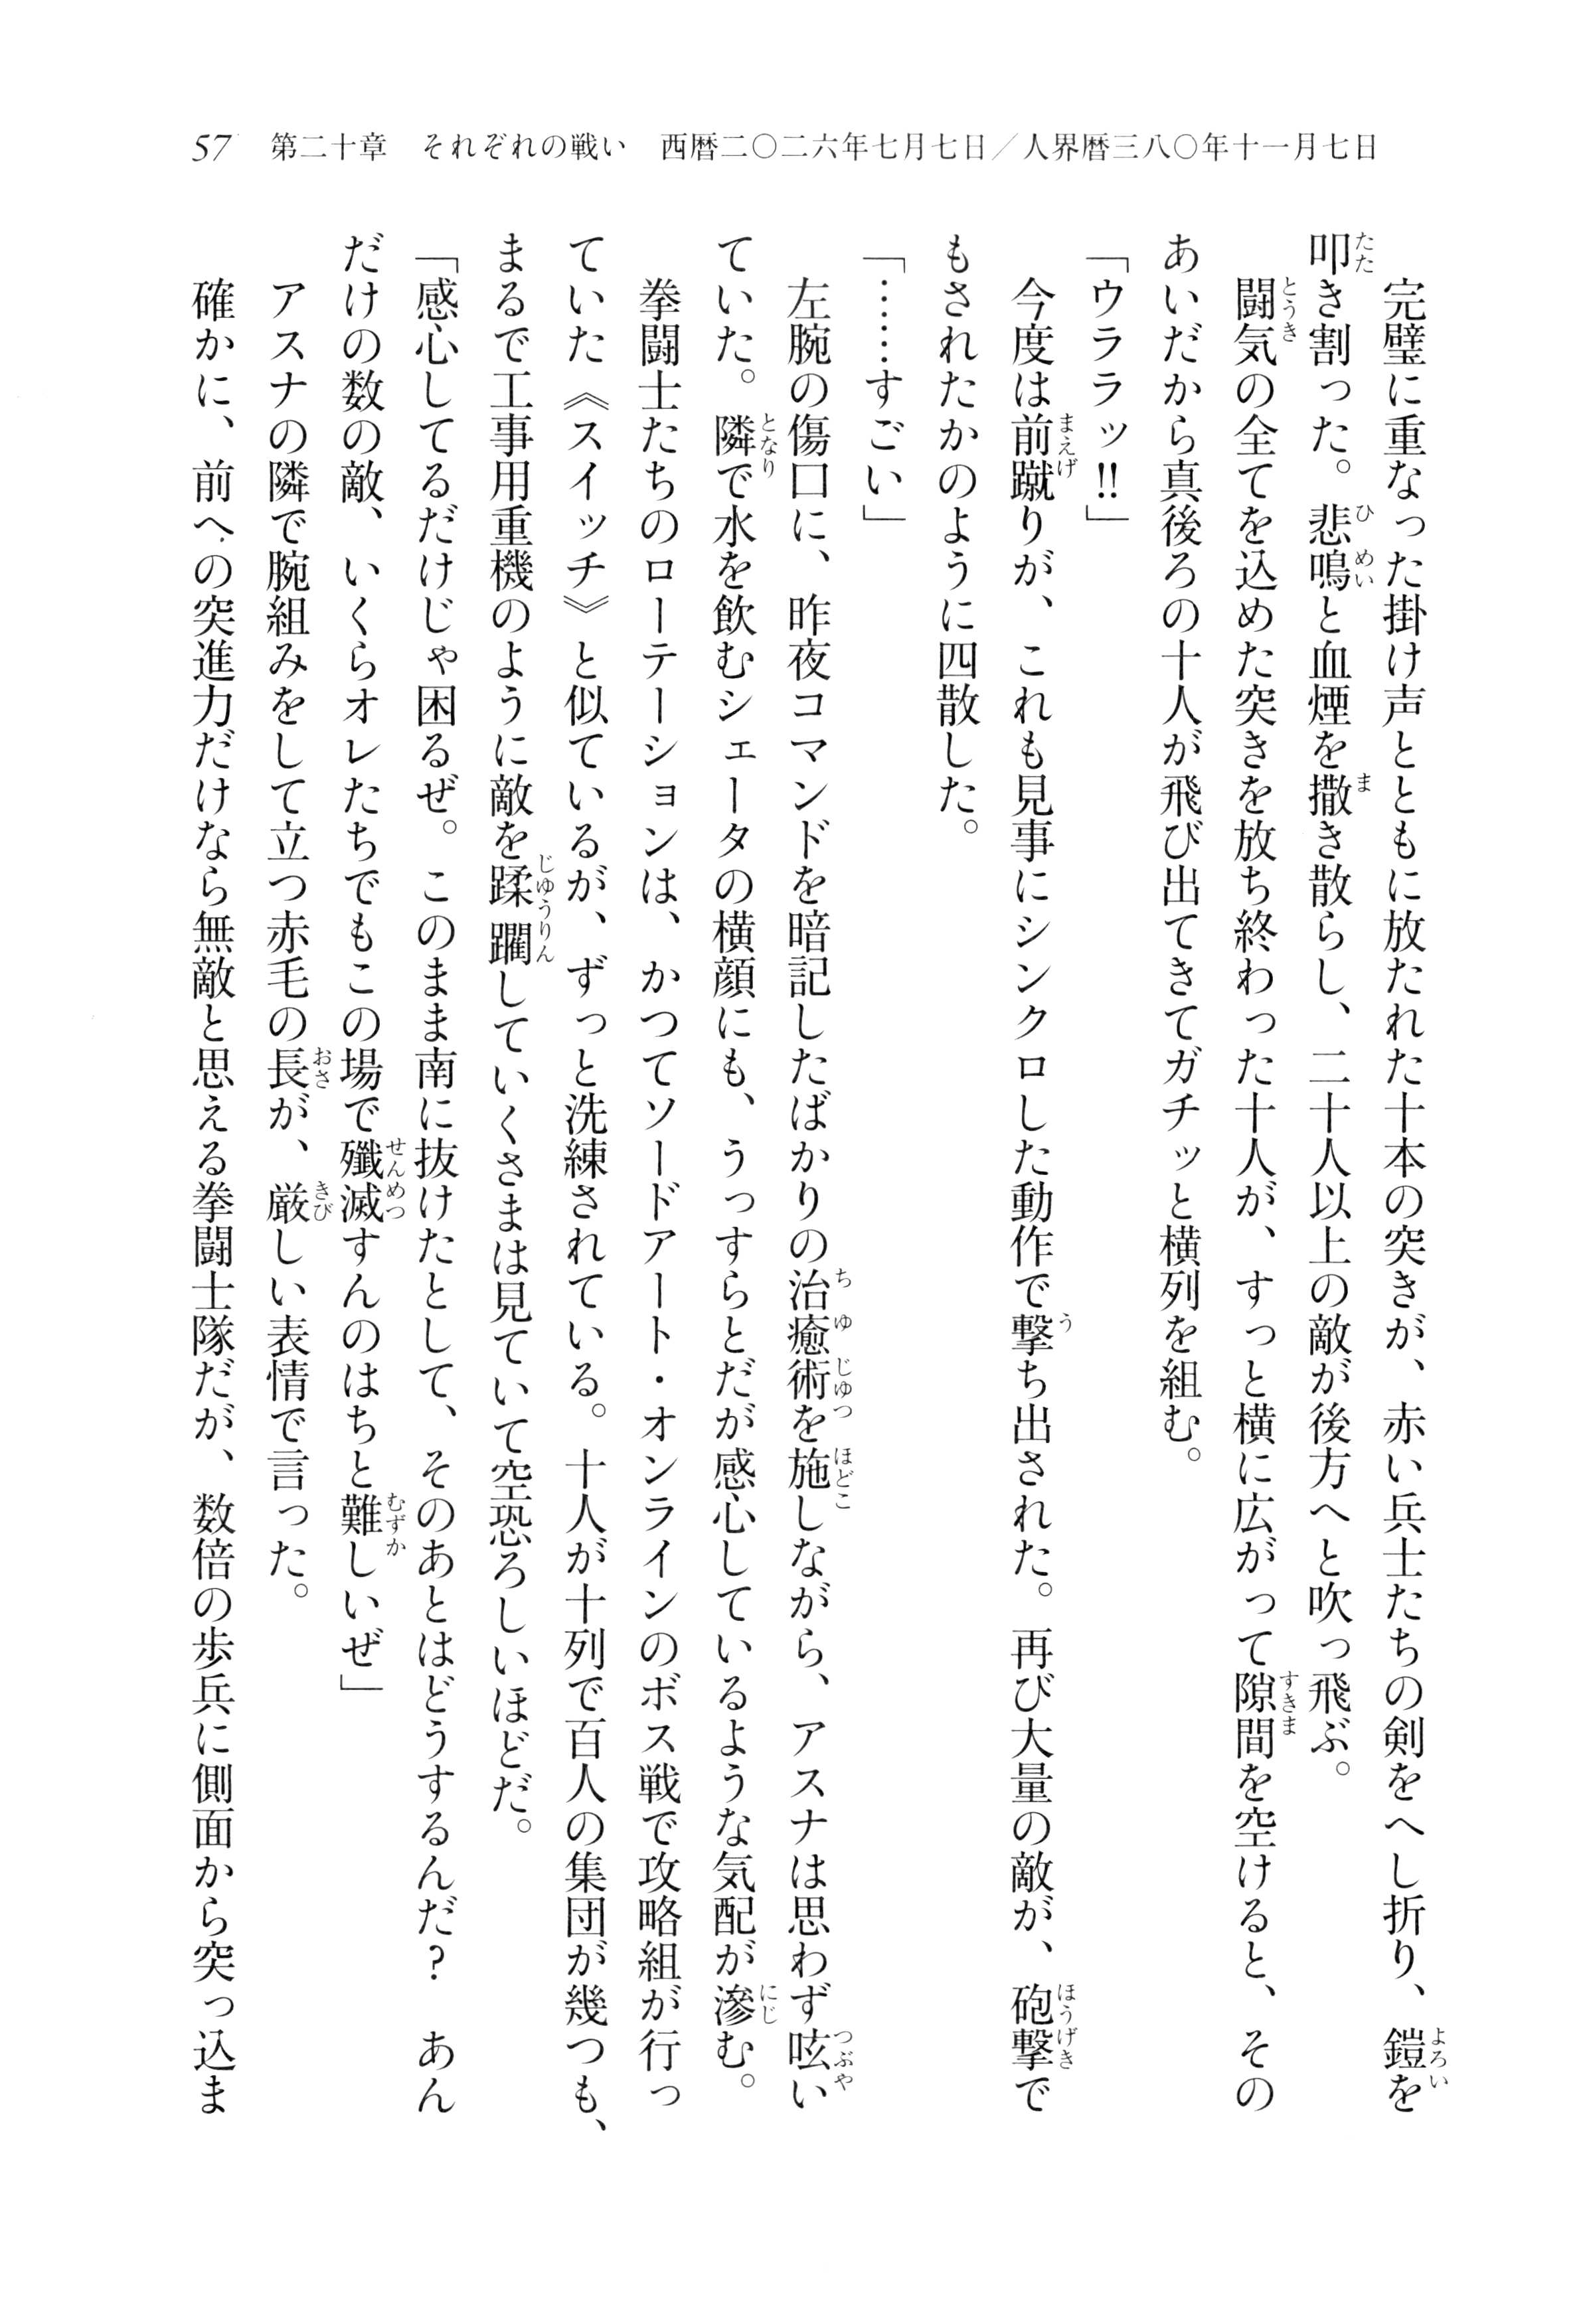 57　第二十章　それぞれの戦い　西暦二〇二六年七月七日／人界暦三八〇年十一月七日
　完璧に重なった掛け声とともに放たれた十本の突きが、赤い兵士たちの剣をへし折り、鎧を
叩き割った。悲鳴と血煙を撒き散らし、二十人以上の敵が後方へと吹っ飛ぶ。
　闘気の全てを込めた突きを放ち終わった十人が、すっと横に広がって隙間を空けると、その
あいだから真後ろの十人が飛び出てきてガチッと横列を組む。
「ウララッ!!」
　今度は前蹴りが、これも見事にシンクロした動作で撃ち出された。再び大量の敵が、砲撃で
もされたかのように四散した。
「……すごい」
　左腕の傷口に、昨夜コマンドを暗記したばかりの治癒術を施しながら、アスナは思わず呟い
ていた。隣で水を飲むシェータの横顔にも、うっすらとだが感心しているような気配が滲む。
　拳闘士たちのローテーションは、かつてソードアート・オンラインのボス戦で攻略組が行っ
ていた《スイッチ》と似ているが、ずっと洗練されている。十人が十列で百人の集団が幾つも、
まるで工事用重機のように敵を蹂躙していくさまは見ていて空恐ろしいほどだ。
「感心してるだけじゃ困るぜ。このまま南に抜けたとして、そのあとはどうするんだ？　あん
だけの数の敵、いくらオレたちでもこの場で殲滅すんのはちと難しいぜ」
　アスナの隣で腕組みをして立つ赤毛の長が、厳しい表情で言った。
　確かに、前への突進力だけなら無敵と思える拳闘士隊だが、数倍の歩兵に側面から突っ込ま